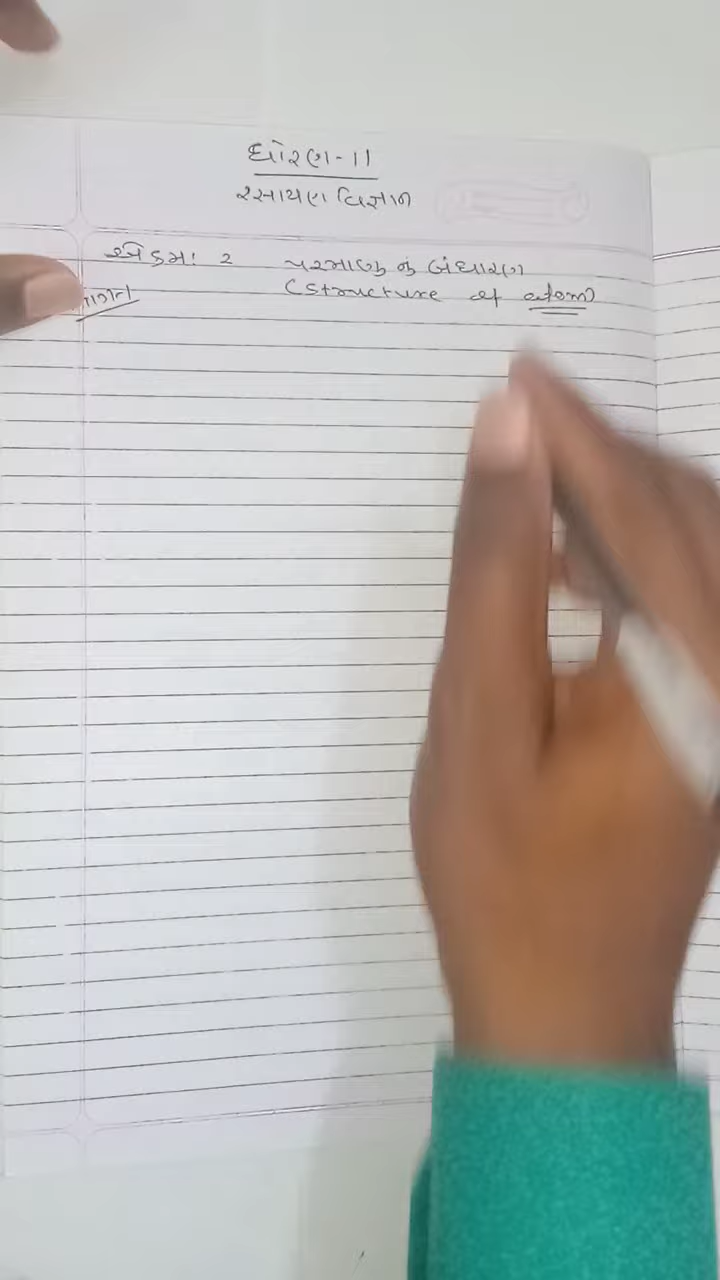 ધોરણ-11
રસાયણ વિજ્ઞાન
એકમ: 2 પરમાણુ નું બંધારણ
(Structure of atom)